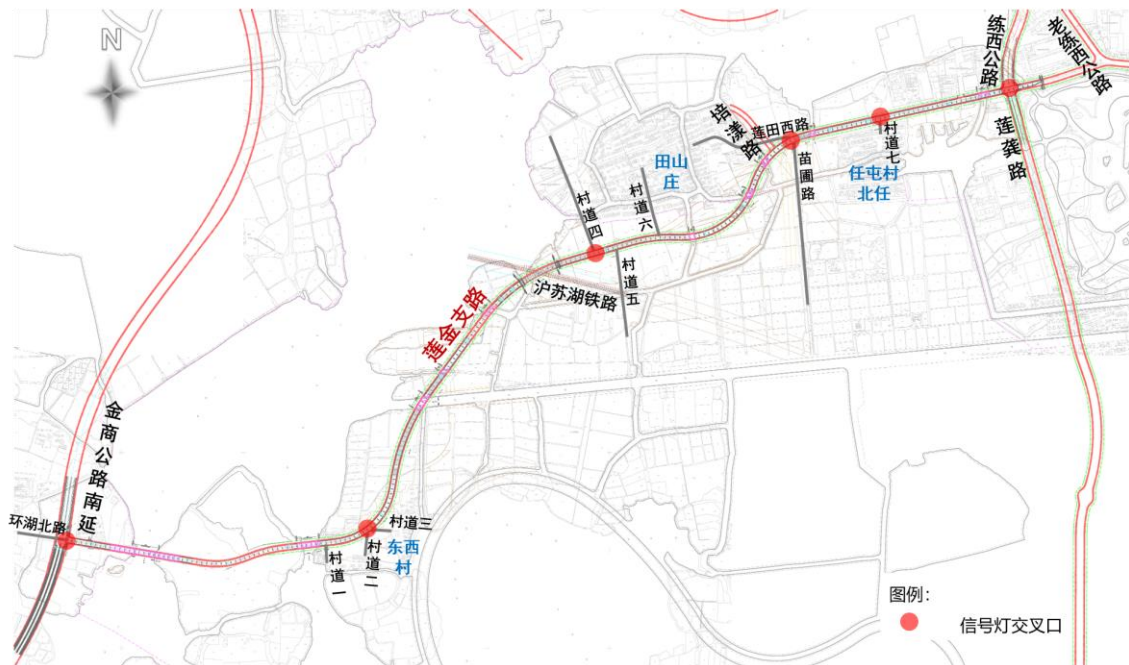 N
练西公路
老练西公路
培漾路
莲田西路
村道七
莲龚路
田山
庄
苗圃路
任屯村
北任
村道四
村道六
村道五
沪苏湖铁路
莲金支路
金商公路南延
环湖北路
村道三
东西
村
村道二
村道一
图例：
信号灯交叉口